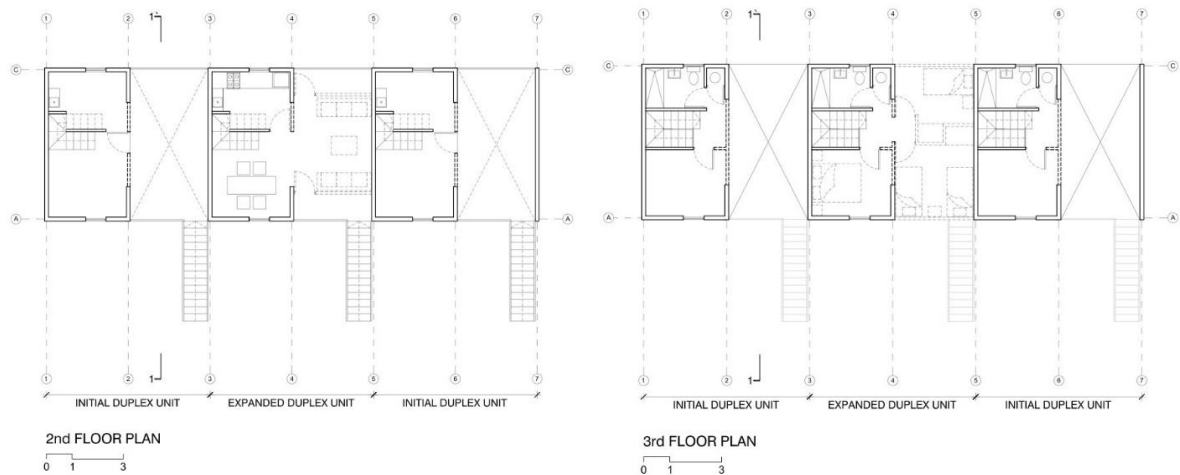 1 2 1 3 4 5 6 7
C C
A A
1
1 2 3 4 5 6 7
INITIAL DUPLEX UNIT EXPANDED DUPLEX UNIT INITIAL DUPLEX UNIT
2nd FLOOR PLAN
0 1 3
1 2 1 3 4 5 6 7
C C
A A
1
1 2 3 4 5 6 7
INITIAL DUPLEX UNIT EXPANDED DUPLEX UNIT INITIAL DUPLEX UNIT
3rd FLOOR PLAN
0 1 3